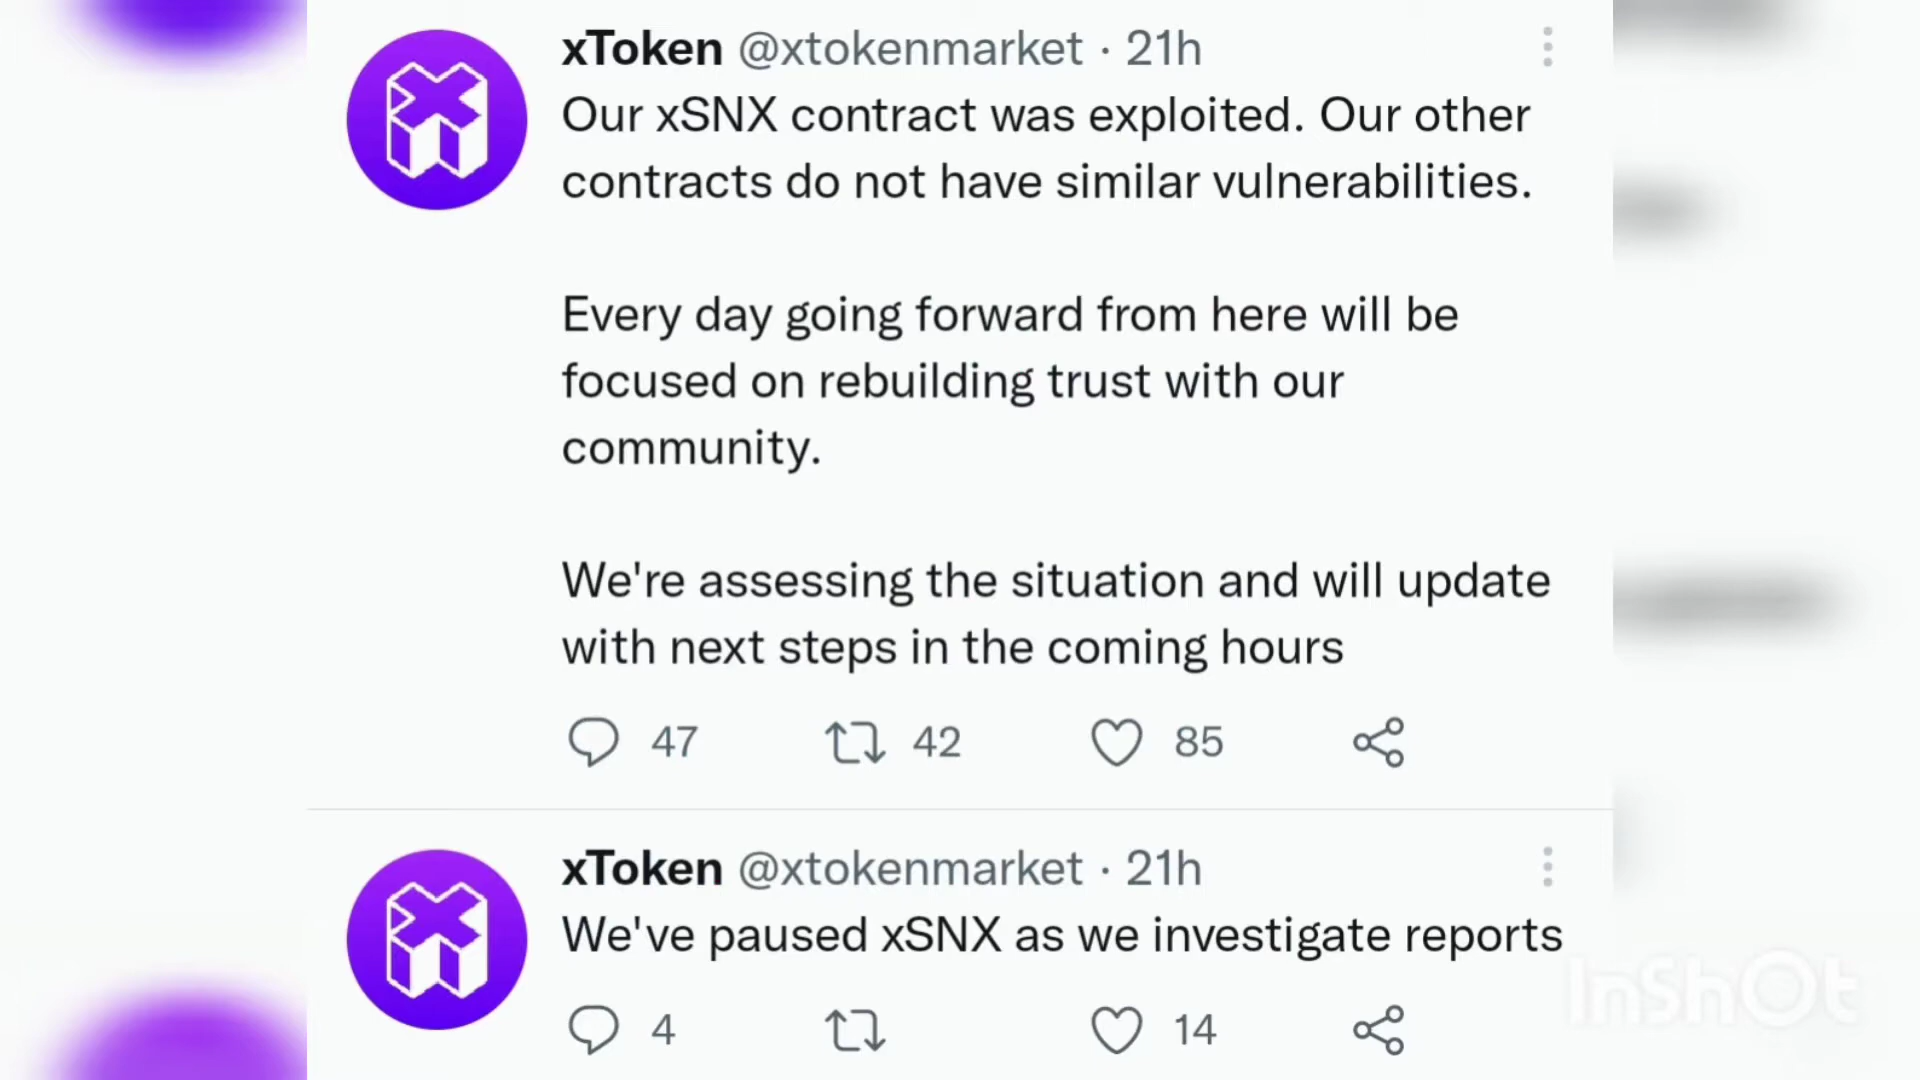 xToken @xtokenmarket · 21h
Our xSNX contract was exploited. Our other
contracts do not have similar vulnerabilities.
Every day going forward from here will be
focused on rebuilding trust with our
community.
We're assessing the situation and will update
with next steps in the coming hours
47 42 85
xToken @xtokenmarket · 21h
We've paused xSNX as we investigate reports
4 14
InShOt